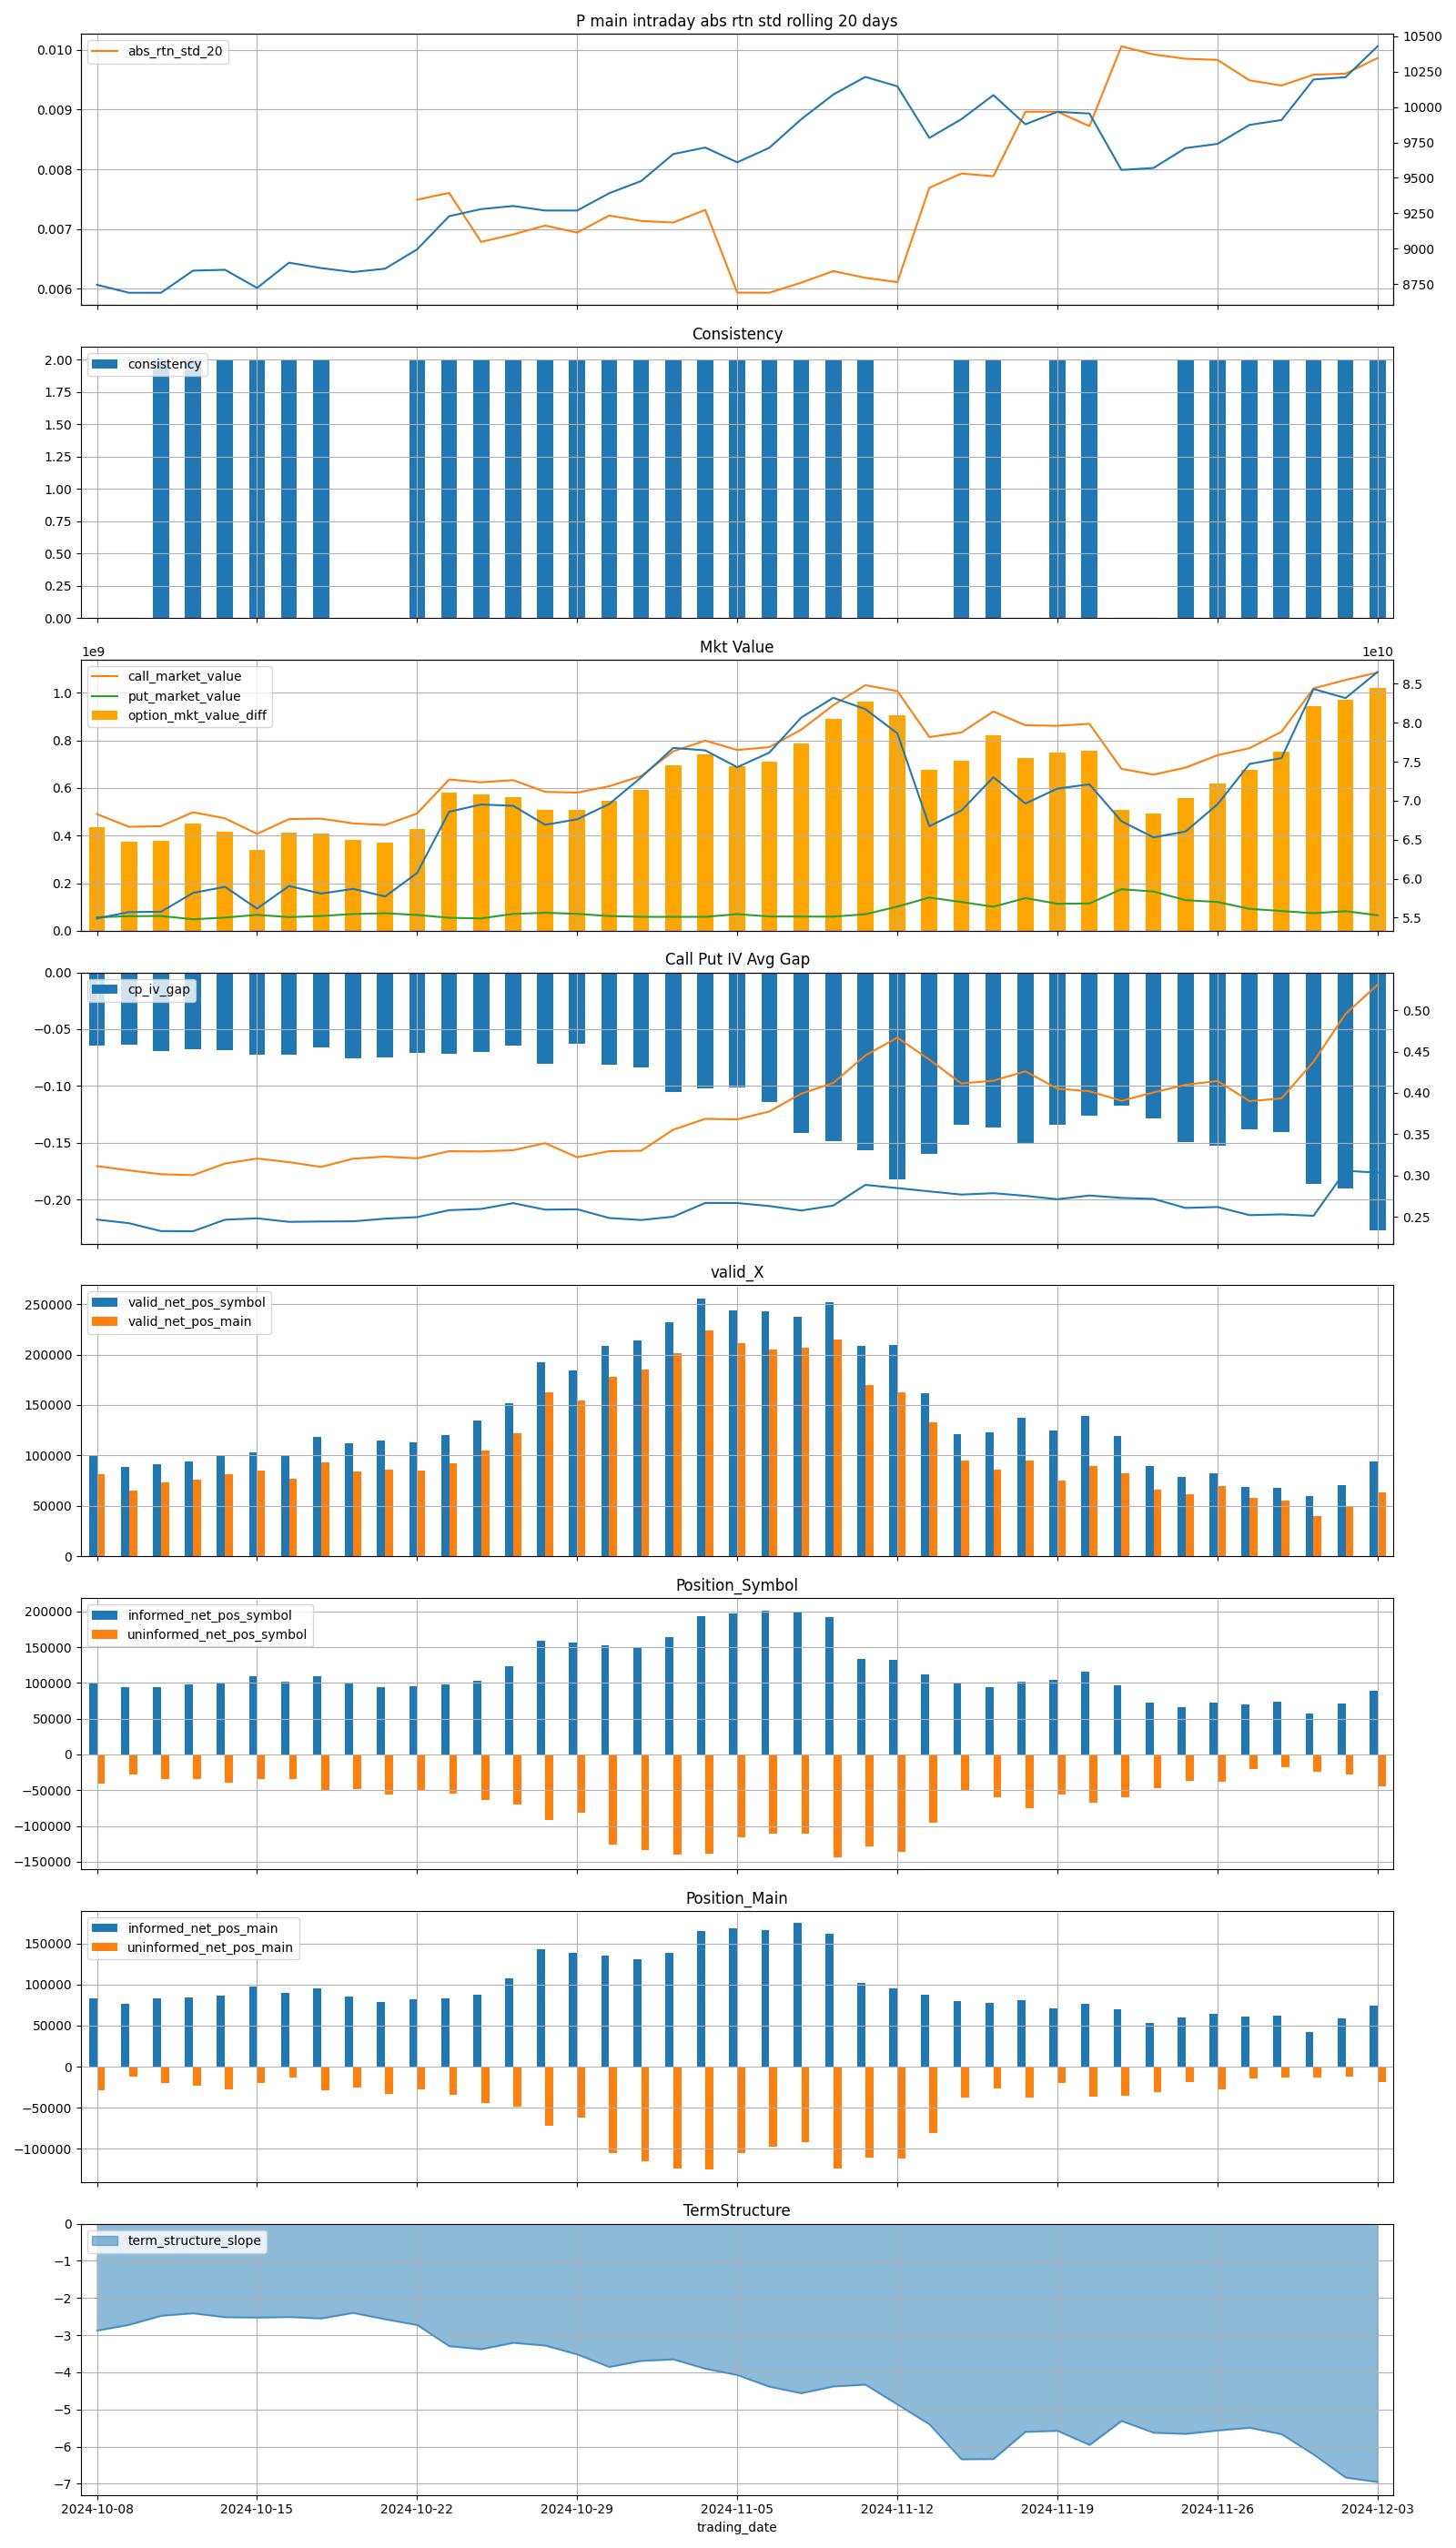 P main intraday abs rtn std rolling 20 days
abs_rtn_std_20
0.010
0.009
0.008
0.007
0.006
10500
10250
10000
9750
9500
9250
9000
8750
Consistency
consistency
2.00
1.75
1.50
1.25
1.00
0.75
0.50
0.25
0.00
Mkt Value
1e9
1e10
call_market_value
put_market_value
option_mkt_value_diff
1.0
0.8
0.6
0.4
0.2
0.0
8.5
8.0
7.5
7.0
6.5
6.0
5.5
Call Put IV Avg Gap
cp_iv_gap
0.00
−0.05
−0.10
−0.15
−0.20
0.50
0.45
0.40
0.35
0.30
0.25
valid_X
valid_net_pos_symbol
valid_net_pos_main
250000
200000
150000
100000
50000
0
Position_Symbol
informed_net_pos_symbol
uninformed_net_pos_symbol
200000
150000
100000
50000
0
−50000
−100000
−150000
Position_Main
informed_net_pos_main
uninformed_net_pos_main
150000
100000
50000
0
−50000
−100000
TermStructure
term_structure_slope
0
−1
−2
−3
−4
−5
−6
−7
2024-10-08 2024-10-15 2024-10-22 2024-10-29 2024-11-05 2024-11-12 2024-11-19 2024-11-26 2024-12-03
trading_date